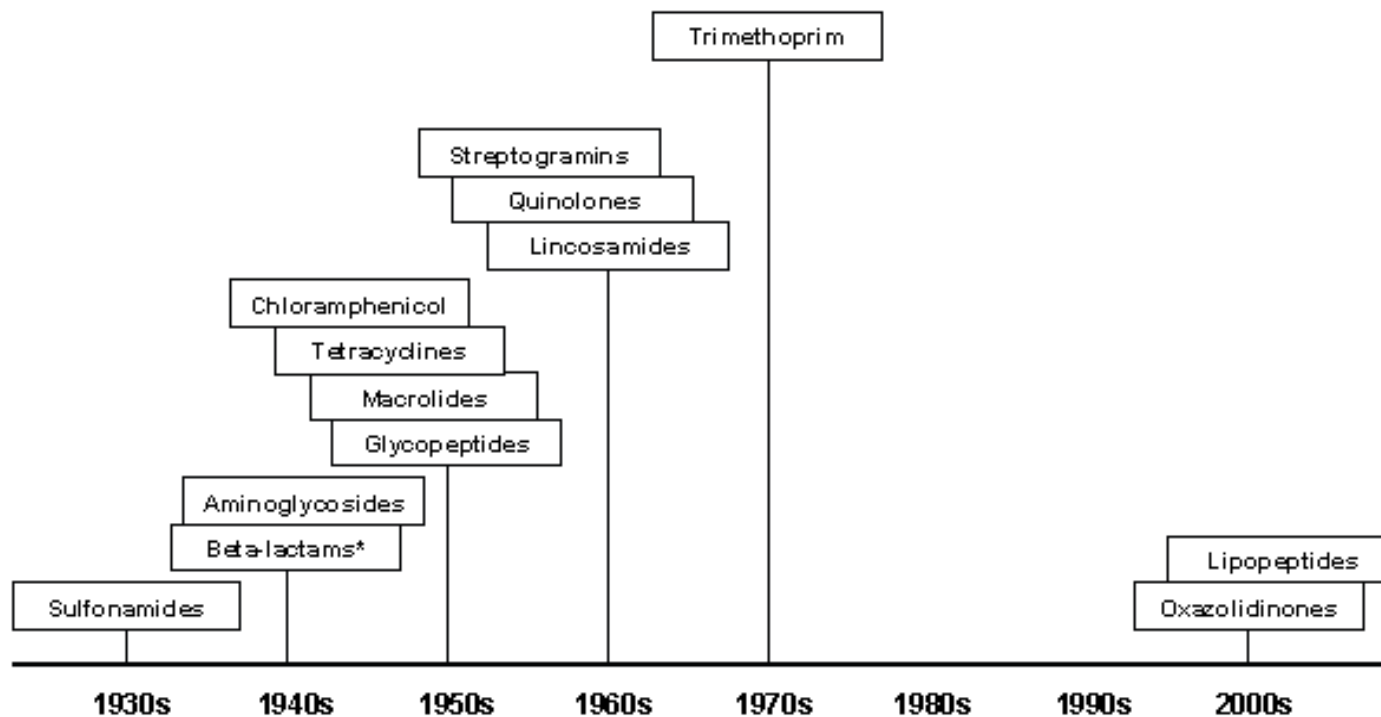 Trimethoprim
Streptogramins
Quinolones
Lincosamides
Chloramphenicol
Tetracyclines
Macrolides
Glycopeptides
Aminoglycosides
Beta-lactams*
Lipopeptides
Sulfonamides
Oxazolidinones
1930s 1940s 1950s 1960s 1970s 1980s 1990s 2000s